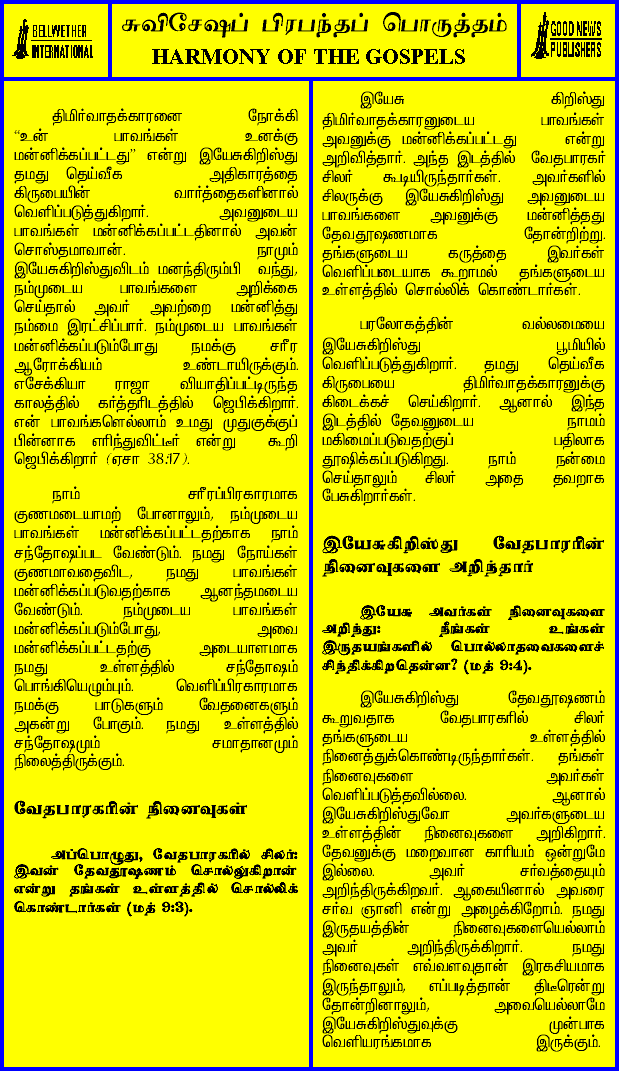 BELLWETHER
INTERNATIONAL
சுவிசேஷப் பிரபந்தப் பொருத்தம்
HARMONY OF THE GOSPELS
GOOD NEWS
PUBLISHERS
திமிர்வாதக்காரனை நோக்கி
“உன் பாவங்கள் உனக்கு
மன்னிக்கப்பட்டது” என்று இயேசுகிறிஸ்து
தமது தெய்வீக அதிகாரத்தை
கிருபையின் வார்த்தைகளினால்
வெளிப்படுத்துகிறார். அவனுடைய
பாவங்கள் மன்னிக்கப்பட்டதினால் அவன்
சொஸ்தமாவான். நாமும்
இயேசுகிறிஸ்துவிடம் மனந்திரும்பி வந்து,
நம்முடைய பாவங்களை அறிக்கை
செய்தால் அவர் அவற்றை மன்னித்து
நம்மை இரட்சிப்பார். நம்முடைய பாவங்கள்
மன்னிக்கப்படும்போது நமக்கு சரீர
ஆரோக்கியம் உண்டாயிருக்கும்.
எசேக்கியா ராஜா வியாதிப்பட்டிருந்த
காலத்தில் கர்த்தரிடத்தில் ஜெபிக்கிறார்.
என் பாவங்களெல்லாம் உமது முதுகுக்குப்
பின்னாக எறிந்துவிட்டீர் என்று கூறி
ஜெபிக்கிறார் (ஏசா 38:17).
நாம் சரீரப்பிரகாரமாக
குணமடையாமற் போனாலும், நம்முடைய
பாவங்கள் மன்னிக்கப்பட்டதற்காக நாம்
சந்தோஷப்பட வேண்டும். நமது நோய்கள்
குணமாவதைவிட, நமது பாவங்கள்
மன்னிக்கப்படுவதற்காக ஆனந்தமடைய
வேண்டும். நம்முடைய பாவங்கள்
மன்னிக்கப்படும்போது, அவை
மன்னிக்கப்பட்டதற்கு அடையாளமாக
நமது உள்ளத்தில் சந்தோஷம்
பொங்கியெழும்பும். வெளிப்பிரகாரமாக
நமக்கு பாடுகளும் வேதனைகளும்
அகன்று போகும். நமது உள்ளத்தில்
சந்தோஷமும் சமாதானமும்
நிலைத்திருக்கும்.
வேதபாரகரின் நினைவுகள்
அப்பொழுது, வேதபாரகரில் சிலர்:
இவன் தேவதூஷணம் சொல்லுகிறான்
என்று தங்கள் உள்ளத்தில் சொல்லிக்
கொண்டார்கள் (மத் 9:3).
இயேசு கிறிஸ்து
திமிர்வாதக்காரனுடைய பாவங்கள்
அவனுக்கு மன்னிக்கப்பட்டது என்று
அறிவித்தார். அந்த இடத்தில் வேதபாரகர்
சிலர் கூடியிருந்தார்கள். அவர்களில்
சிலருக்கு இயேசுகிறிஸ்து அவனுடைய
பாவங்களை அவனுக்கு மன்னித்தது
தேவதூஷணமாக தோன்றிற்று.
தங்களுடைய கருத்தை இவர்கள்
வெளிப்படையாக கூறாமல் தங்களுடைய
உள்ளத்தில் சொல்லிக் கொண்டார்கள்.
பரலோகத்தின் வல்லமையை
இயேசுகிறிஸ்து பூமியில்
வெளிப்படுத்துகிறார். தமது தெய்வீக
கிருபையை திமிர்வாதக்காரனுக்கு
கிடைக்கச் செய்கிறார். ஆனால் இந்த
இடத்தில் தேவனுடைய நாமம்
மகிமைப்படுவதற்குப் பதிலாக
தூஷிக்கப்படுகிறது. நாம் நன்மை
செய்தாலும் சிலர் அதை தவறாக
பேசுகிறார்கள்.
இயேசுகிறிஸ்து வேதபாரரின்
நினைவுகளை அறிந்தார்
இயேசு அவர்கள் நினைவுகளை
அறிந்து: நீங்கள் உங்கள்
இருதயங்களில் பொல்லாதவைகளைச்
சிந்திக்கிறதென்ன? (மத் 9:4).
இயேசுகிறிஸ்து தேவதூஷணம்
கூறுவதாக வேதபாரகரில் சிலர்
தங்களுடைய உள்ளத்தில்
நினைத்துக்கொண்டிருந்தார்கள். தங்கள்
நினைவுகளை அவர்கள்
வெளிப்படுத்தவில்லை. ஆனால்
இயேசுகிறிஸ்துவோ அவர்களுடைய
உள்ளத்தின் நினைவுகளை அறிகிறார்.
தேவனுக்கு மறைவான காரியம் ஒன்றுமே
இல்லை. அவர் சர்வத்தையும்
அறிந்திருக்கிறவர். ஆகையினால் அவரை
சர்வ ஞானி என்று அழைக்கிறோம். நமது
இருதயத்தின் நினைவுகளையெல்லாம்
அவர் அறிந்திருக்கிறார். நமது
நினைவுகள் எவ்வளவுதான் இரகசியமாக
இருந்தாலும், எப்படித்தான் திடீரென்று
தோன்றினாலும், அவையெல்லாமே
இயேசுகிறிஸ்துவுக்கு முன்பாக
வெளியரங்கமாக இருக்கும்.